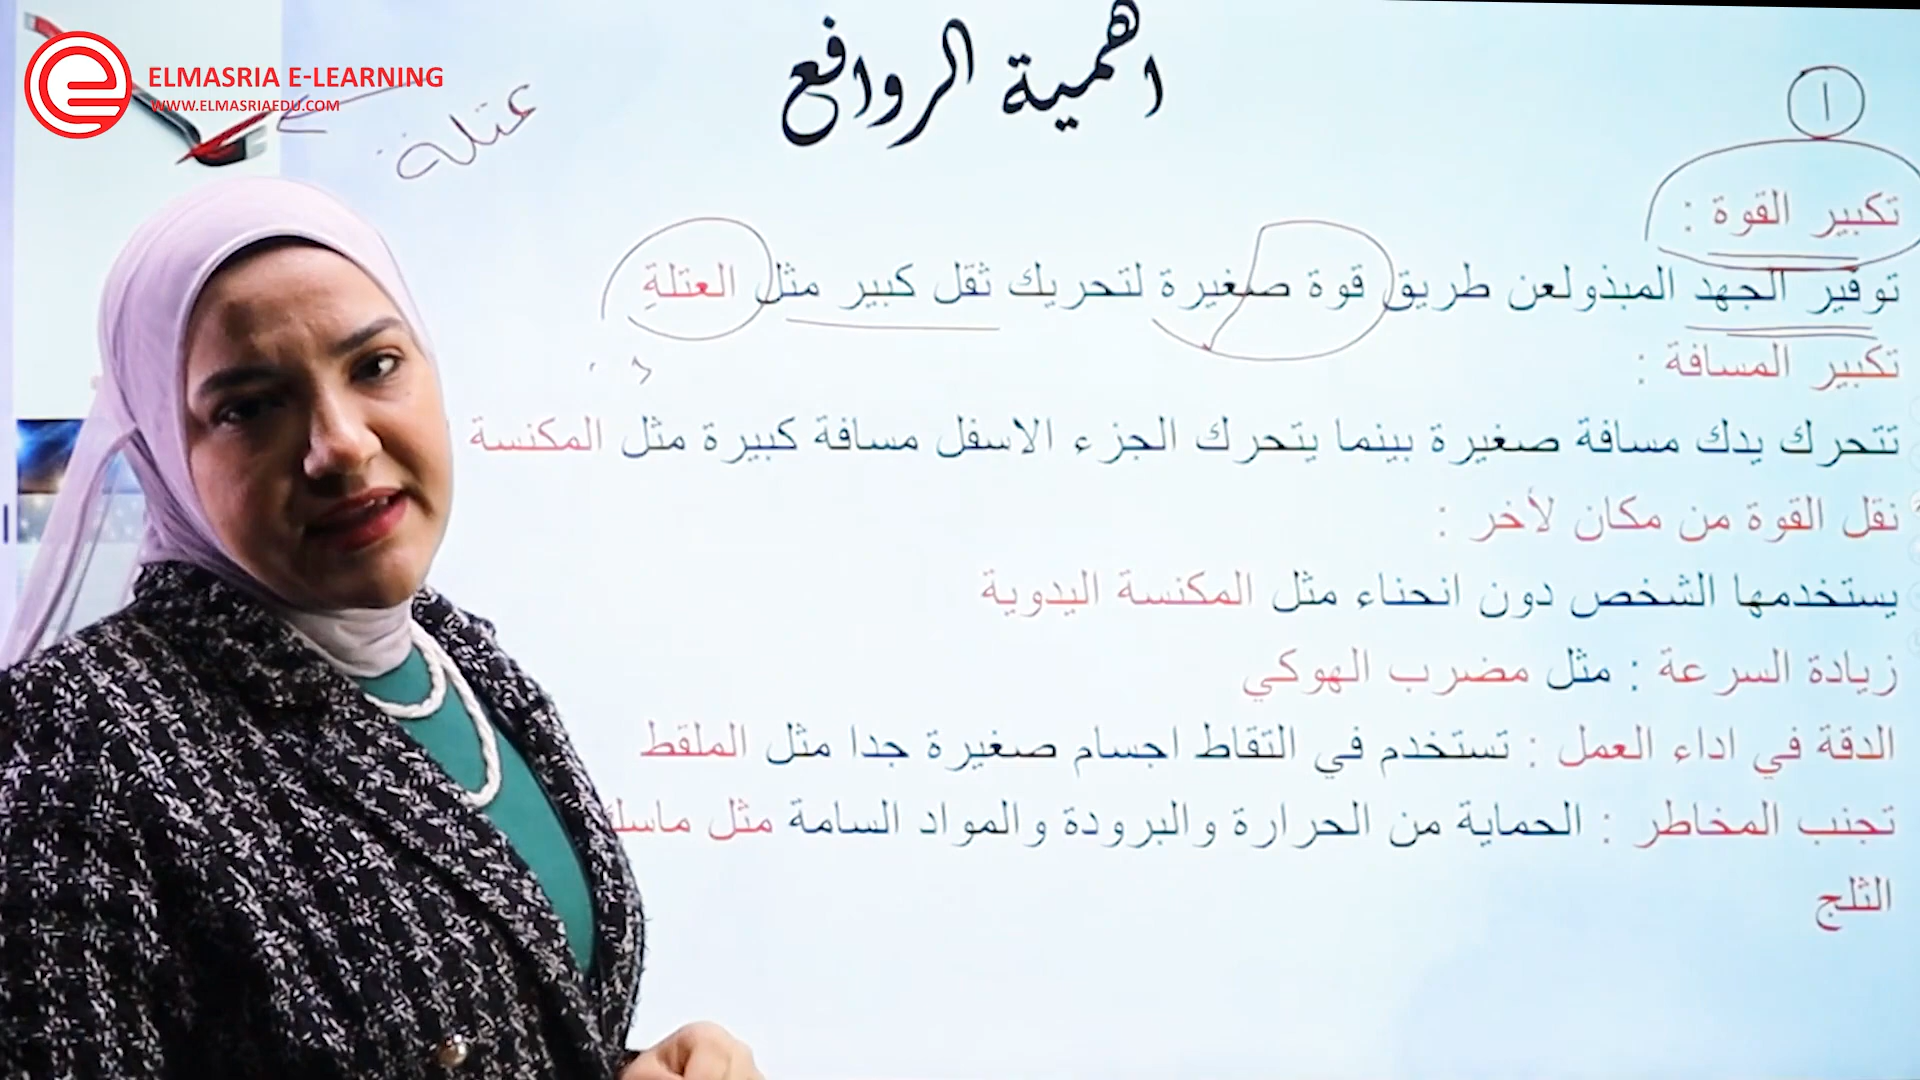 ELMASRIA E-LEARNING
WWW.ELMASRIAEDU.COM
اهمية الروافع
عتلة
١
تكبير القوة :
توفير الجهد المبذولعن طريق قوة صغيرة لتحريك ثقل كبير مثل العتلةِ
تكبير المسافة :
تتحرك يدك مسافة صغيرة بينما يتحرك الجزء الاسفل مسافة كبيرة مثل المكنسة
نقل القوة من مكان لأخر :
يستخدمها الشخص دون انحناء مثل المكنسة اليدوية
زيادة السرعة : مثل مضرب الهوكي
الدقة في اداء العمل : تستخدم في التقاط اجسام صغيرة جدا مثل الملقط
تجنب المخاطر : الحماية من الحرارة والبرودة والمواد السامة مثل
الثلج